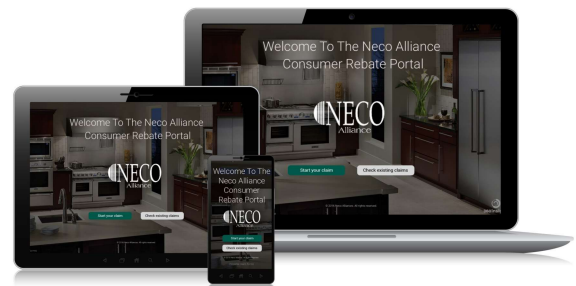 Welcome To The Neco Alliance
Consumer Rebate Portal
NECO
Alliance
Start your claim
Check existing claims
Welcome To The Neco Alliance
Consumer Rebate Portal
NECO
Alliance
Start your claim
Check existing claims
Welcome To The
Neco Alliance
Consumer
Rebate Portal
NECO
Alliance
Start your claim
Check existing claims